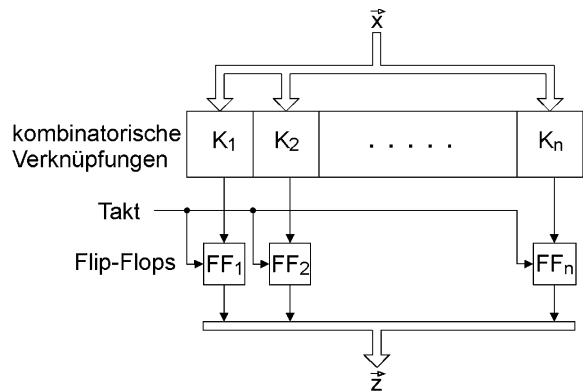 x⃗
kombinatorische
Verknüpfungen
K₁ K₂ . . . . . Kₙ
Takt
Flip-Flops FF₁ FF₂ FFₙ
z⃗